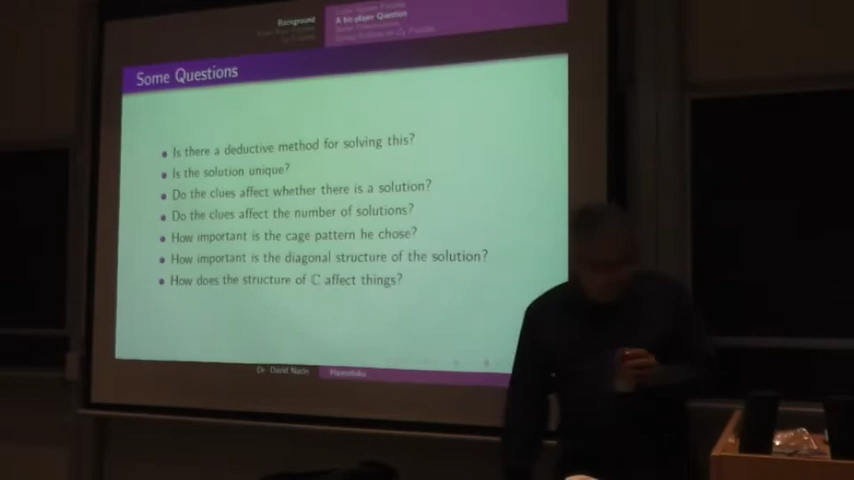 Background
A bit-player Question
Some Questions
Is there a deductive method for solving this?
Is the solution unique?
Do the clues affect whether there is a solution?
Do the clues affect the number of solutions?
How important is the cage pattern he chose?
How important is the diagonal structure of the solution?
How does the structure of ℂ affect things?
Dr. David Nacin